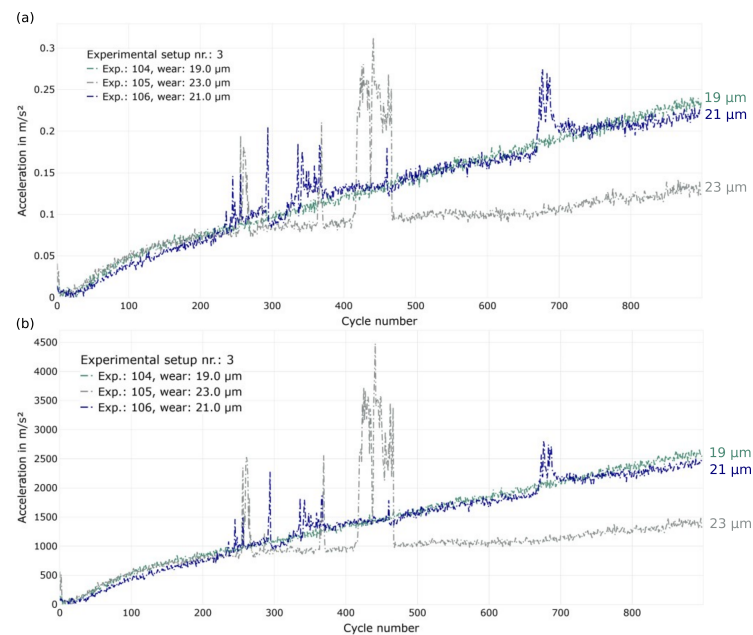 (a)
Experimental setup nr.: 3
Exp.: 104, wear: 19.0 μm
Exp.: 105, wear: 23.0 μm
Exp.: 106, wear: 21.0 μm
Acceleration in m/s²
0.3
0.25
0.2
0.15
0.1
0.05
0
0 100 200 300 400 500 600 700 800
Cycle number
19 μm
21 μm
23 μm
(b)
Experimental setup nr.: 3
Exp.: 104, wear: 19.0 μm
Exp.: 105, wear: 23.0 μm
Exp.: 106, wear: 21.0 μm
Acceleration in m/s²
4500
4000
3500
3000
2500
2000
1500
1000
500
0
0 100 200 300 400 500 600 700 800
Cycle number
19 μm
21 μm
23 μm